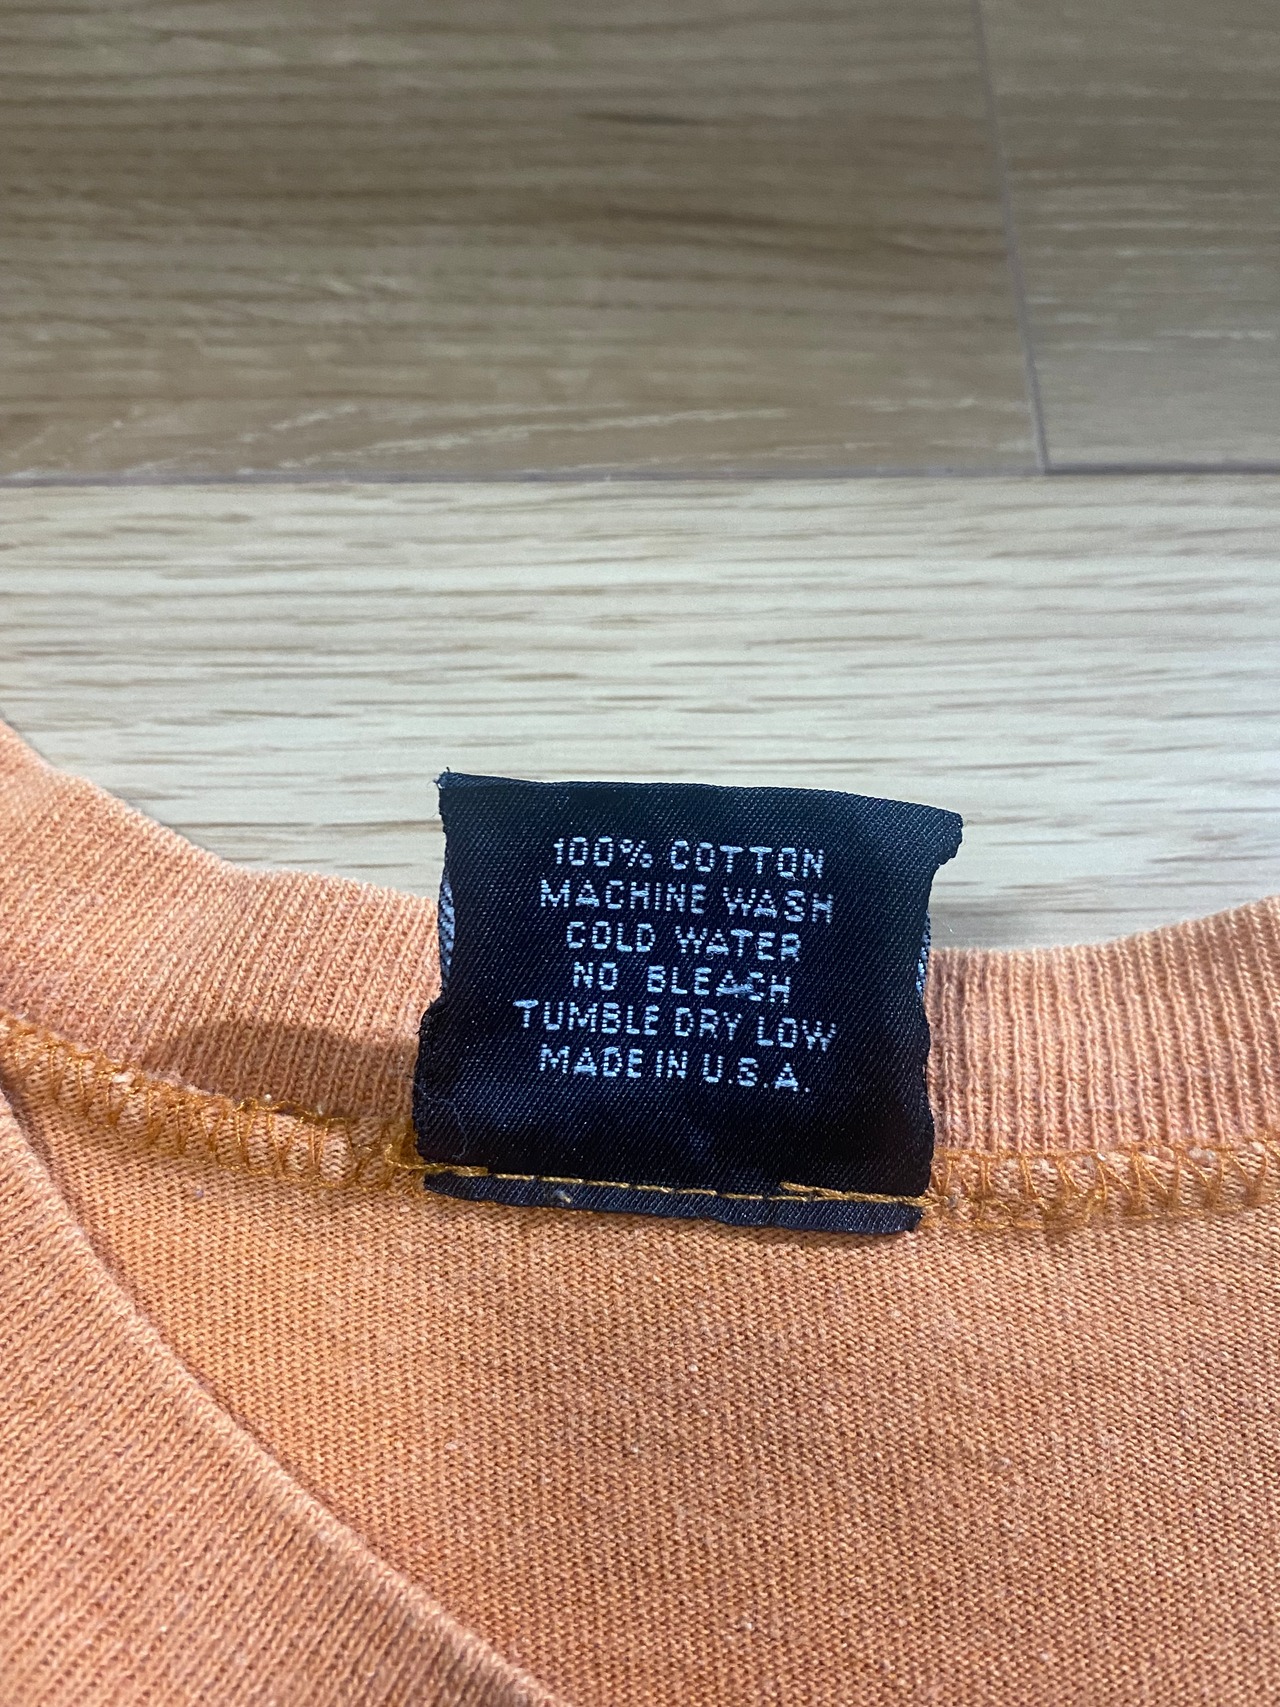 100% COTTON
MACHINE WASH
COLD WATER
NO BLEACH
TUMBLE DRY LOW
MADE IN U.S.A.